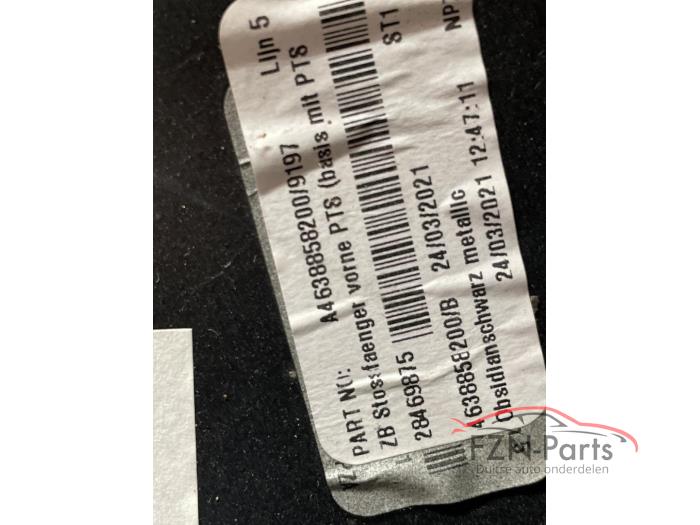 Lijn 5
PART NO: A4638858200/9197
ZB Stossfaenger vorne PTS (basis mit PTS
ST1
28469875 24/03/2021
4638858200/B
Obsidianschwarz metallic
24/03/2021 12:47:11
FZN-Parts
Duitse auto onderdelen